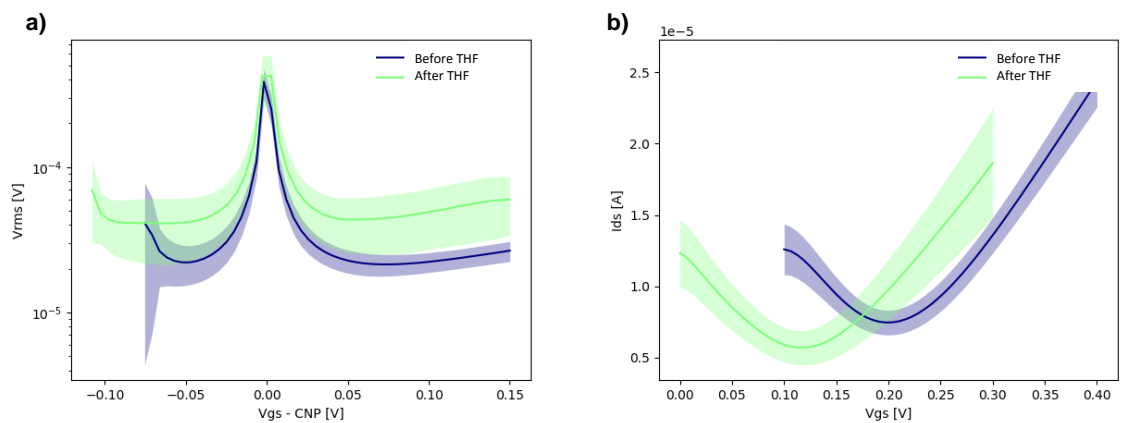 a)
Before THF
After THF
Vrms [V]
10⁻⁴
10⁻⁵
−0.10 −0.05 0.00 0.05 0.10 0.15
Vgs - CNP [V]
b)
1e−5
Before THF
After THF
Ids [A]
2.5
2.0
1.5
1.0
0.5
0.00 0.05 0.10 0.15 0.20 0.25 0.30 0.35 0.40
Vgs [V]